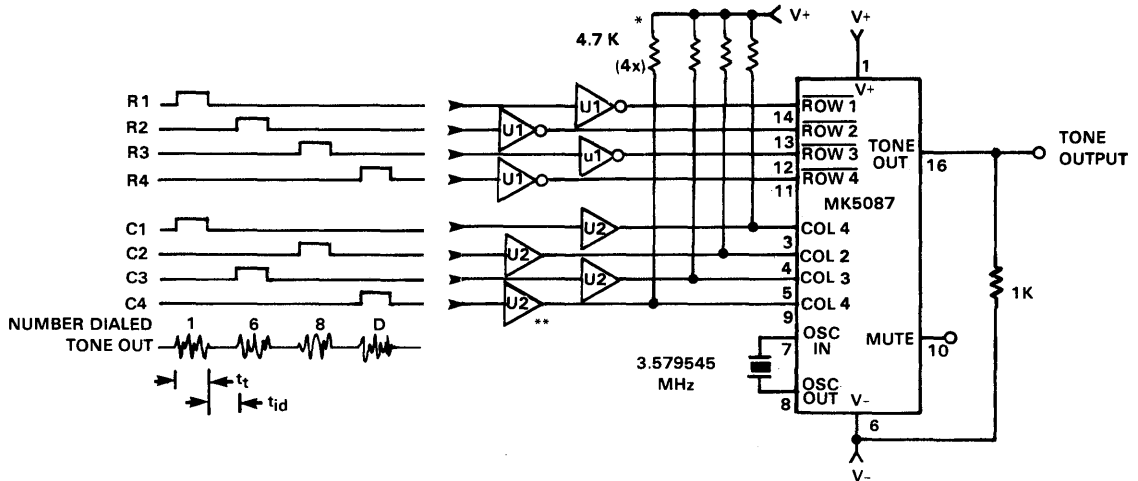 * V+ V+
4.7 K
(4x)
1
V+
R1 U1 ROW 1
14
R2 U1 ROW 2
13
R3 u1 ROW 3
12
R4 U1 ROW 4
11
TONE OUT
16
TONE OUTPUT
MK5087
C1 U2 COL 4
3
C2 U2 COL 2
4
C3 U2 COL 3
5
C4 U2 COL 4
**
9
1K
NUMBER DIALED 1 6 8 D
TONE OUT
tt
tid
3.579545
MHz
7
OSC IN
8
OSC OUT
MUTE
10
V–
6
V–